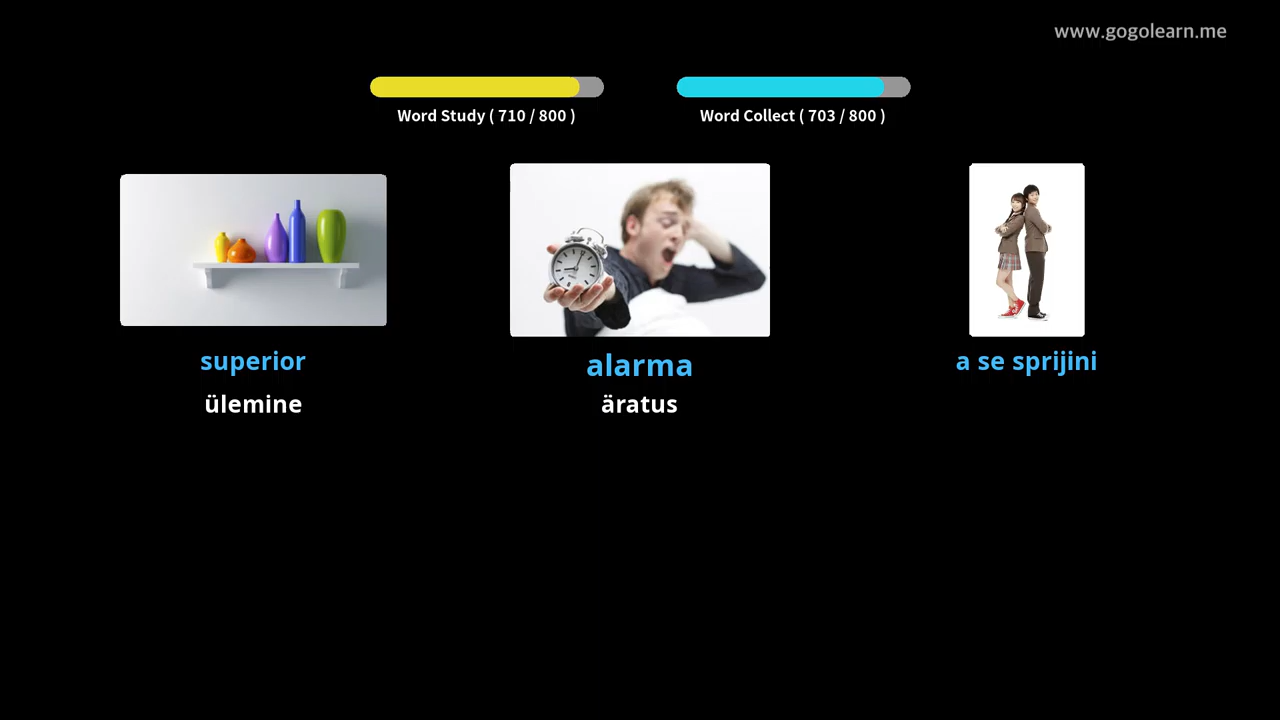 www.gogolearn.me
Word Study ( 710 / 800 )
Word Collect ( 703 / 800 )
superior
alarma
a se sprijini
ülemine
äratus